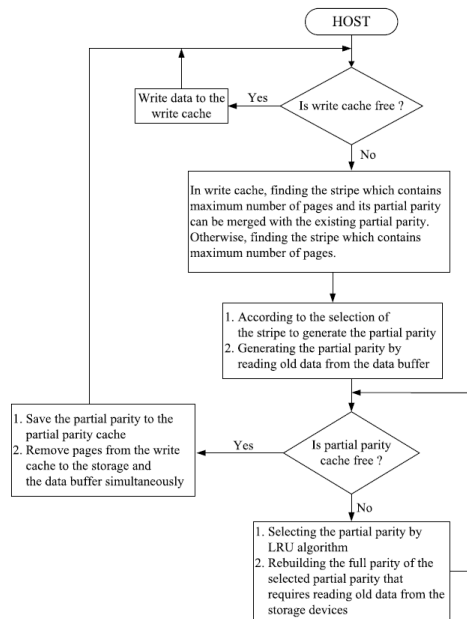 HOST
Is write cache free ?
Yes
Write data to the
write cache
No
In write cache, finding the stripe which contains
maximum number of pages and its partial parity
can be merged with the existing partial parity.
Otherwise, finding the stripe which contains
maximum number of pages.
1. According to the selection of
the stripe to generate the partial parity
2. Generating the partial parity by
reading old data from the data buffer
Is partial parity
cache free ?
Yes
1. Save the partial parity to the
partial parity cache
2. Remove pages from the write
cache to the storage and
the data buffer simultaneously
No
1. Selecting the partial parity by
LRU algorithm
2. Rebuilding the full parity of the
selected partial parity that
requires reading old data from the
storage devices